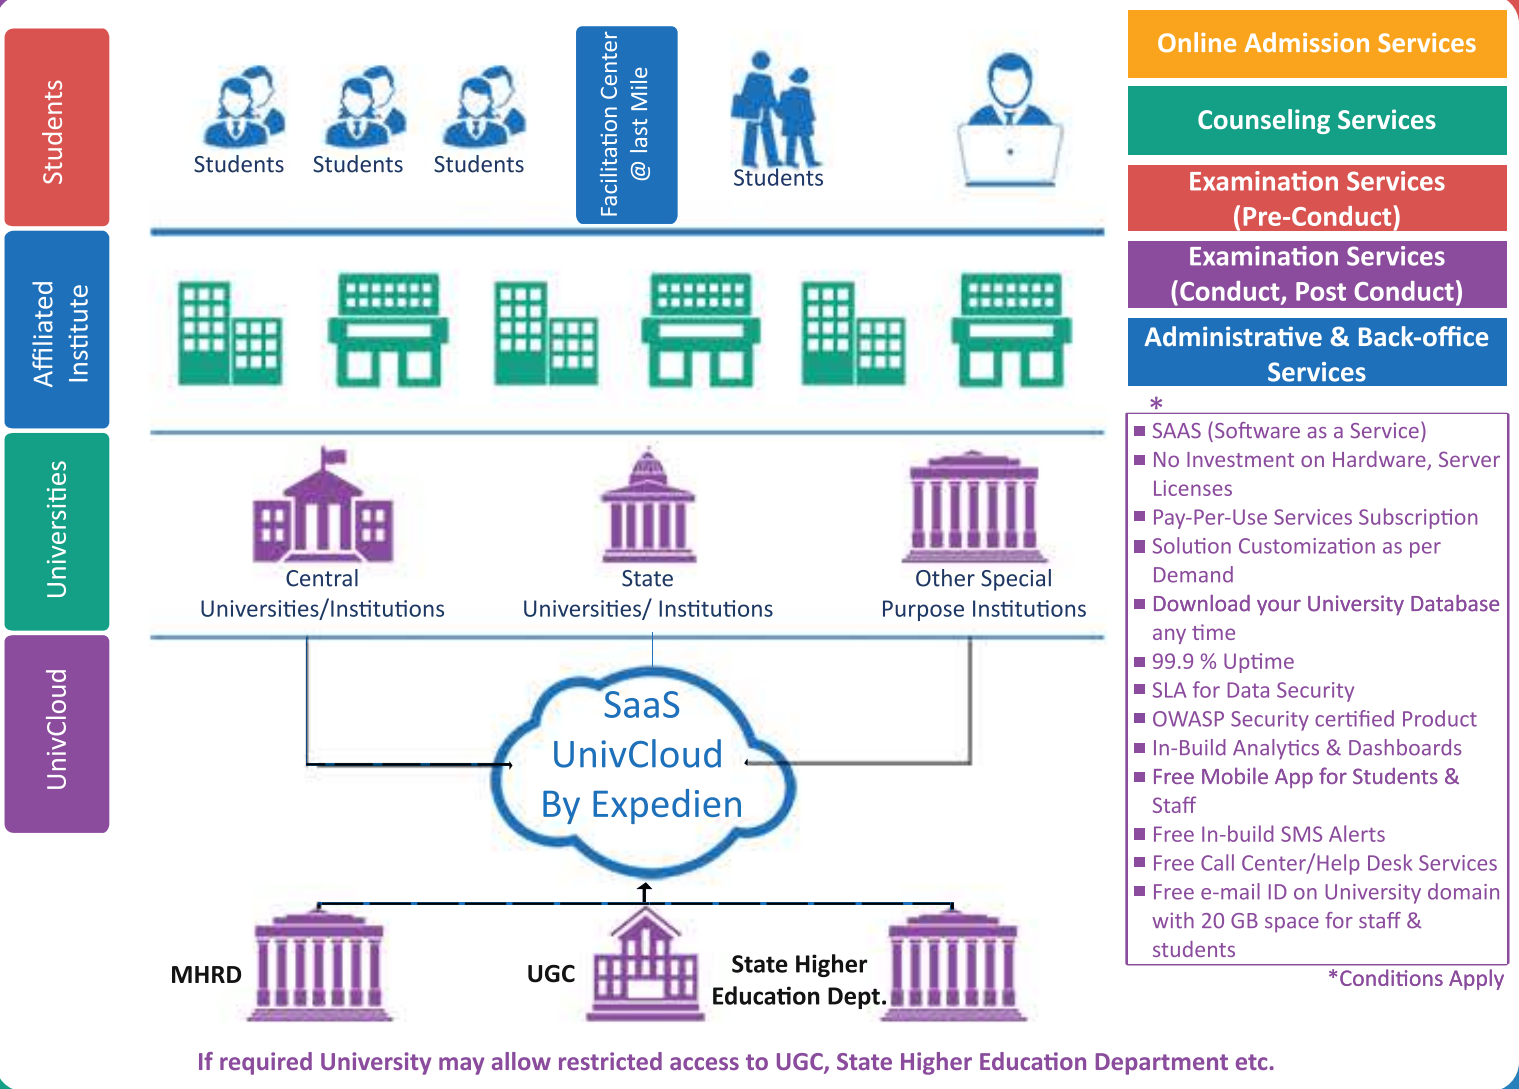 Students
Affiliated
Institute
Universities
UnivCloud
Students
Students
Students
Facilitation Center
@ last Mile
Students
Central
Universities/Institutions
State
Universities/ Institutions
Other Special
Purpose Institutions
SaaS
UnivCloud
By Expedien
MHRD
UGC
State Higher
Education Dept.
Online Admission Services
Counseling Services
Examination Services
(Pre-Conduct)
Examination Services
(Conduct, Post Conduct)
Administrative & Back-office
Services
*
SAAS (Software as a Service)
No Investment on Hardware, Server
Licenses
Pay-Per-Use Services Subscription
Solution Customization as per
Demand
Download your University Database
any time
99.9 % Uptime
SLA for Data Security
OWASP Security certified Product
In-Build Analytics & Dashboards
Free Mobile App for Students &
Staff
Free In-build SMS Alerts
Free Call Center/Help Desk Services
Free e-mail ID on University domain
with 20 GB space for staff &
students
*Conditions Apply
If required University may allow restricted access to UGC, State Higher Education Department etc.